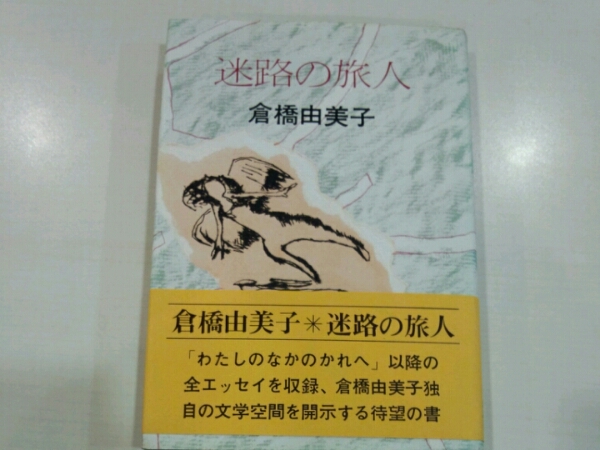 迷路の旅人
倉橋由美子
倉橋由美子＊迷路の旅人
「わたしのなかのかれへ」以降の
全エッセイを収録、倉橋由美子独
自の文学空間を開示する待望の書